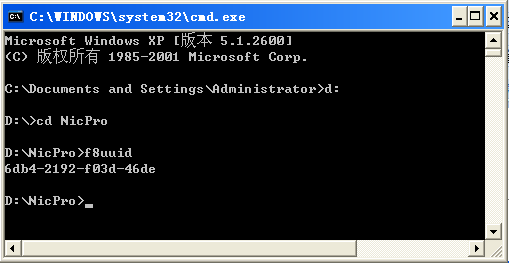 C:\WINDOWS\system32\cmd.exe
Microsoft Windows XP [版本 5.1.2600]
(C) 版权所有 1985-2001 Microsoft Corp.
C:\Documents and Settings\Administrator>d:
D:\>cd NicPro
D:\NicPro>f8uuid
6db4-2192-f03d-46de
D:\NicPro>_